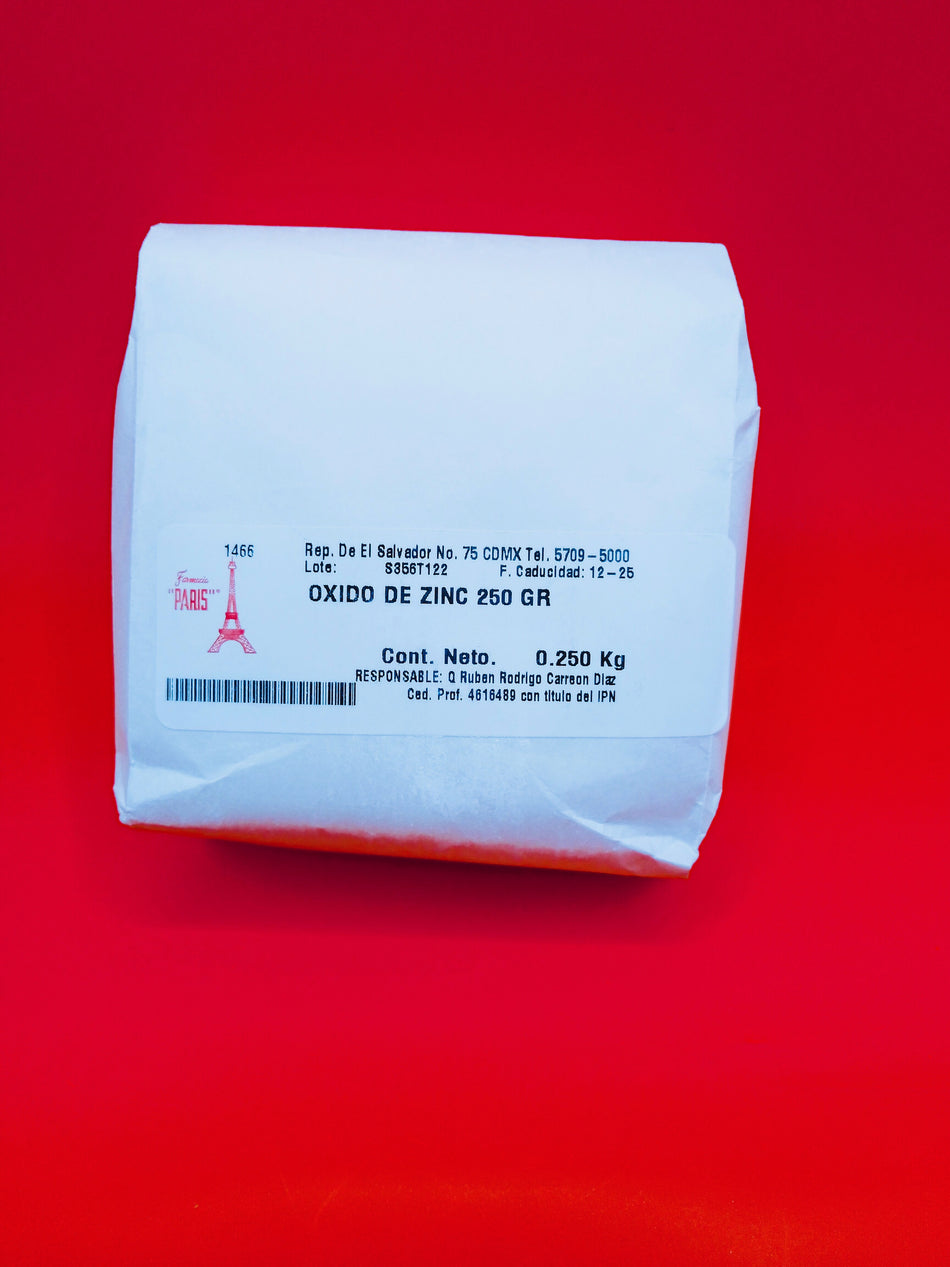 1466
Rep. De El Salvador No. 75 CDMX Tel. 5709-5000
Lote: S356T122 F. Caducidad: 12-25
Farmacia
"PARIS"®
OXIDO DE ZINC 250 GR
Cont. Neto. 0.250 Kg
RESPONSABLE: Q Ruben Rodrigo Carreon Diaz
Ced. Prof. 4616489 con titulo del IPN